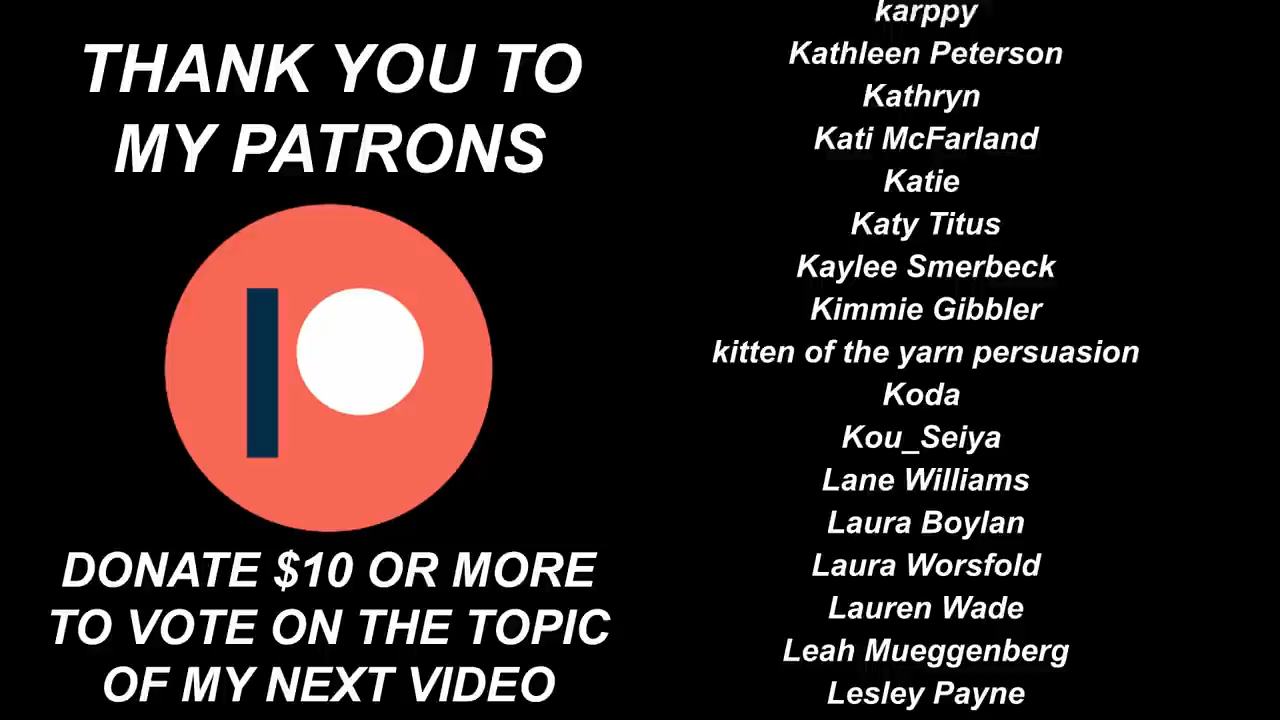 THANK YOU TO
MY PATRONS
DONATE $10 OR MORE
TO VOTE ON THE TOPIC
OF MY NEXT VIDEO
karppy
Kathleen Peterson
Kathryn
Kati McFarland
Katie
Katy Titus
Kaylee Smerbeck
Kimmie Gibbler
kitten of the yarn persuasion
Koda
Kou_Seiya
Lane Williams
Laura Boylan
Laura Worsfold
Lauren Wade
Leah Mueggenberg
Lesley Payne